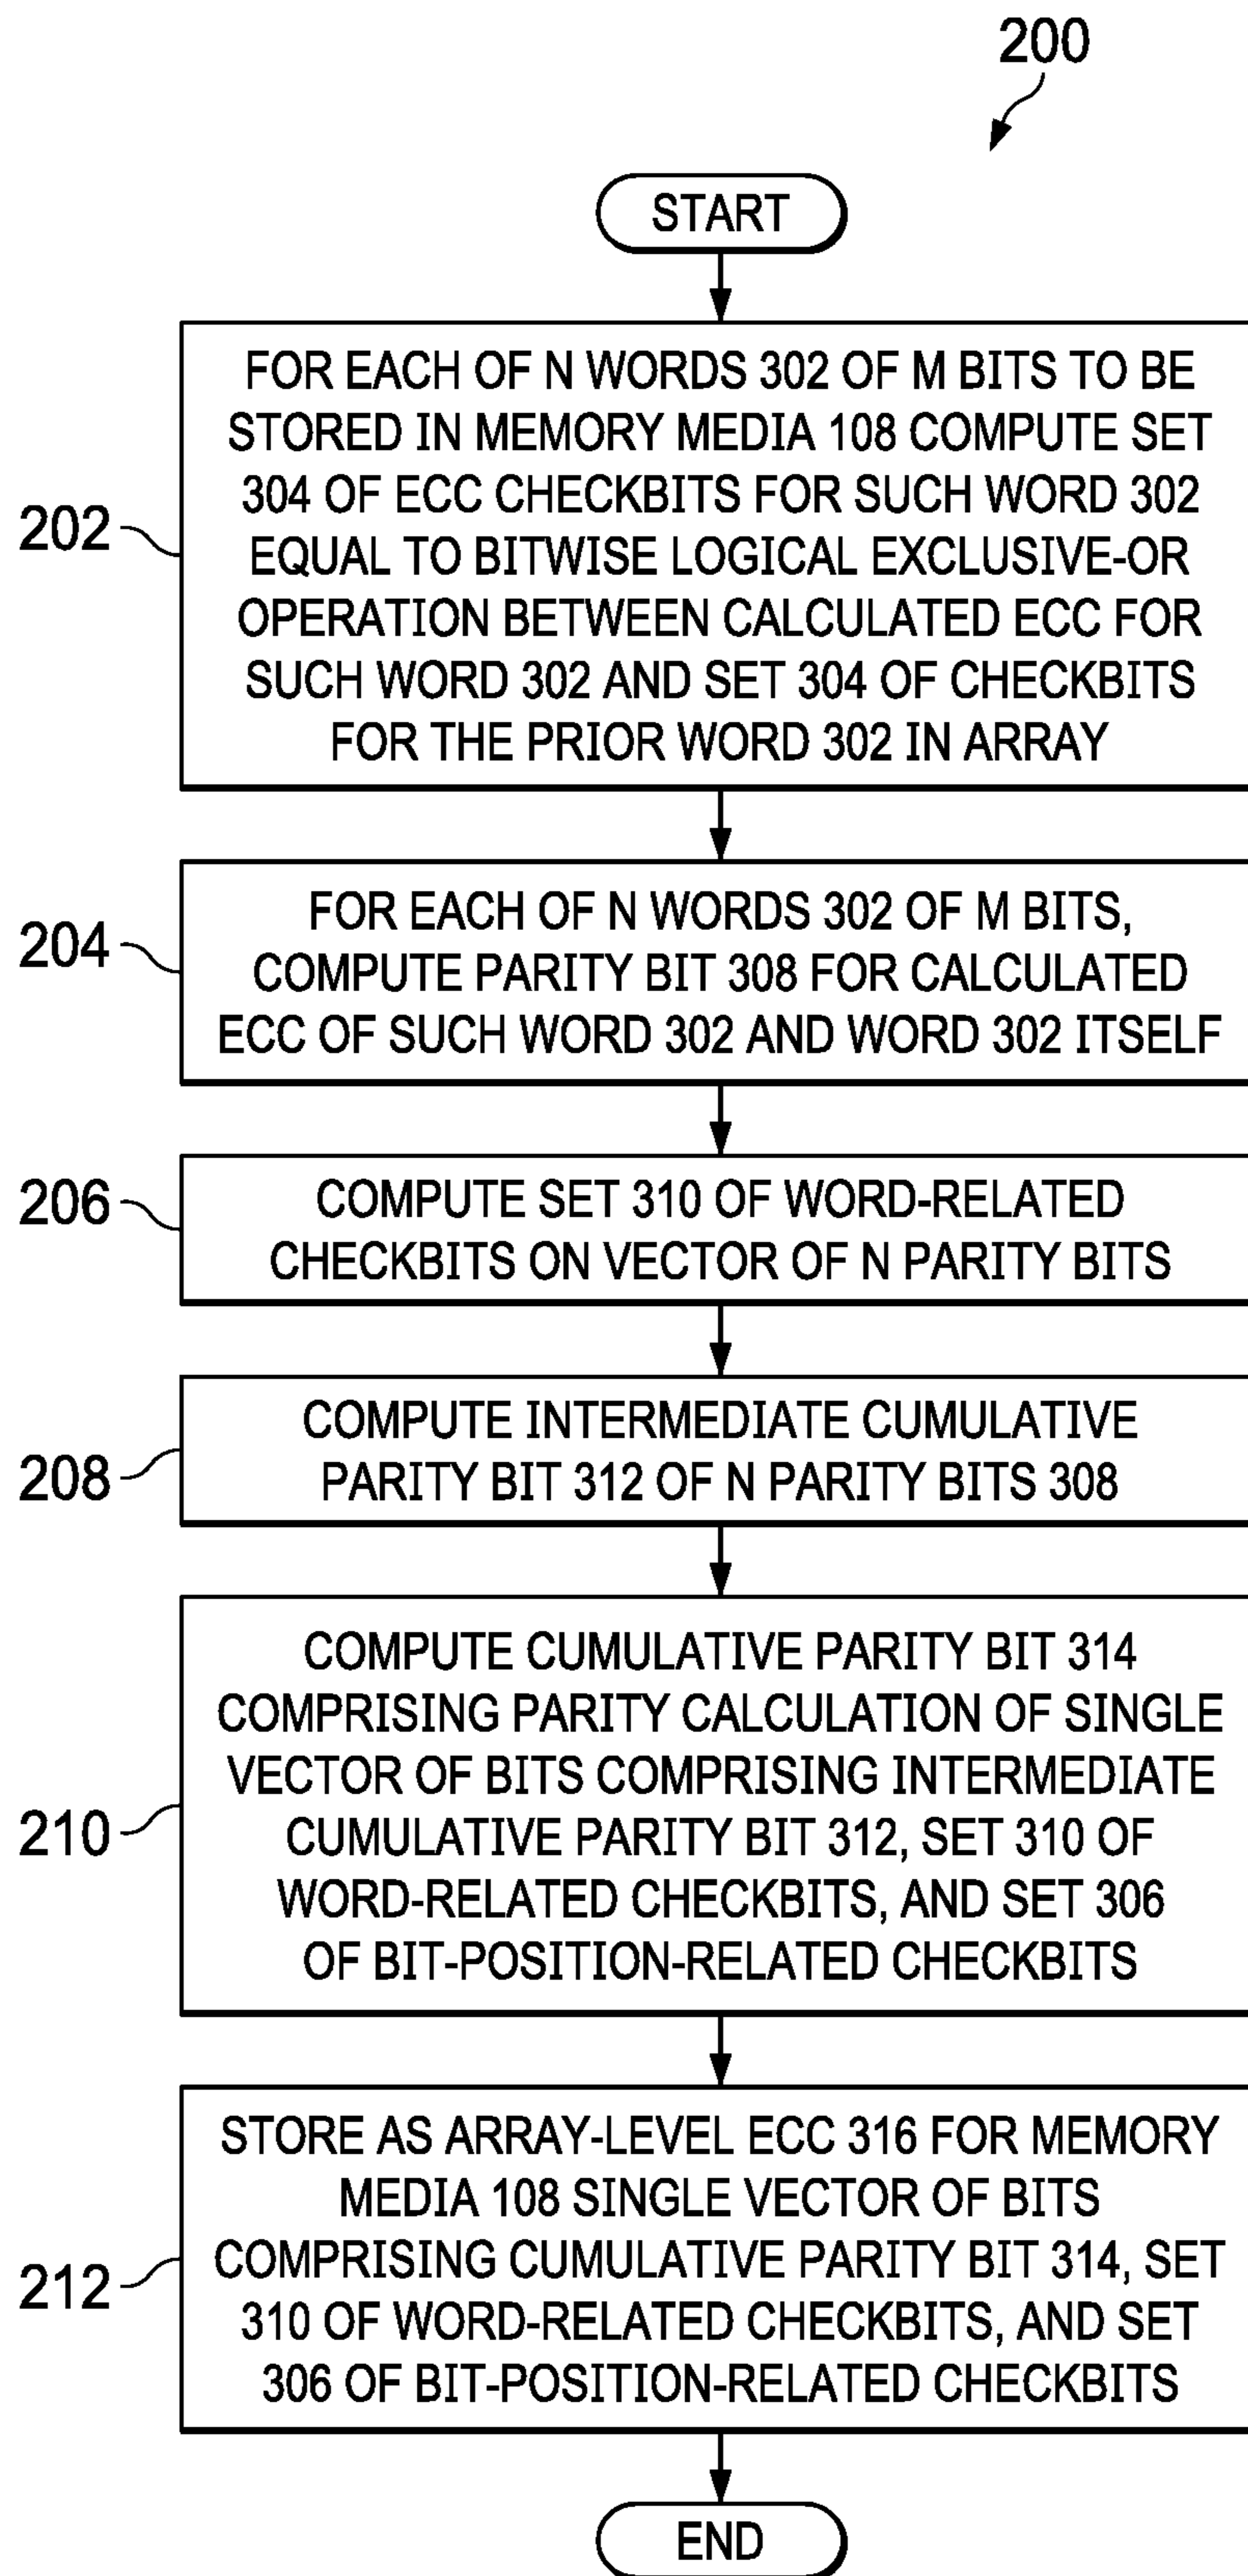 200
START
202
FOR EACH OF N WORDS 302 OF M BITS TO BE
STORED IN MEMORY MEDIA 108 COMPUTE SET
304 OF ECC CHECKBITS FOR SUCH WORD 302
EQUAL TO BITWISE LOGICAL EXCLUSIVE-OR
OPERATION BETWEEN CALCULATED ECC FOR
SUCH WORD 302 AND SET 304 OF CHECKBITS
FOR THE PRIOR WORD 302 IN ARRAY
204
FOR EACH OF N WORDS 302 OF M BITS,
COMPUTE PARITY BIT 308 FOR CALCULATED
ECC OF SUCH WORD 302 AND WORD 302 ITSELF
206
COMPUTE SET 310 OF WORD-RELATED
CHECKBITS ON VECTOR OF N PARITY BITS
208
COMPUTE INTERMEDIATE CUMULATIVE
PARITY BIT 312 OF N PARITY BITS 308
210
COMPUTE CUMULATIVE PARITY BIT 314
COMPRISING PARITY CALCULATION OF SINGLE
VECTOR OF BITS COMPRISING INTERMEDIATE
CUMULATIVE PARITY BIT 312, SET 310 OF
WORD-RELATED CHECKBITS, AND SET 306
OF BIT-POSITION-RELATED CHECKBITS
212
STORE AS ARRAY-LEVEL ECC 316 FOR MEMORY
MEDIA 108 SINGLE VECTOR OF BITS
COMPRISING CUMULATIVE PARITY BIT 314, SET
310 OF WORD-RELATED CHECKBITS, AND SET
306 OF BIT-POSITION-RELATED CHECKBITS
END